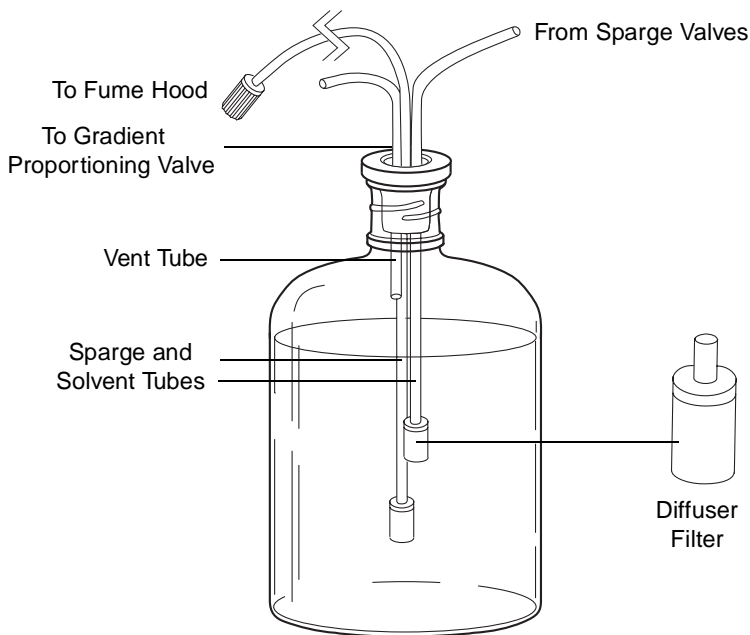 From Sparge Valves
To Fume Hood
To Gradient
Proportioning Valve
Vent Tube
Sparge and
Solvent Tubes
Diffuser
Filter